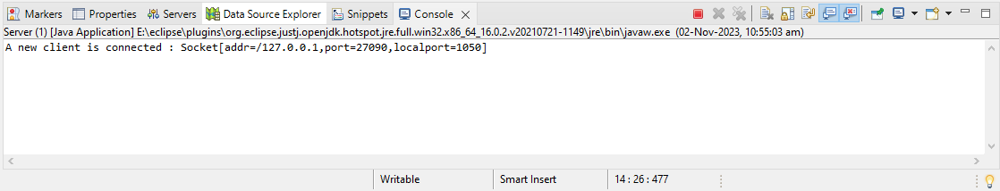 Markers Properties Servers Data Source Explorer Snippets Console
Server (1) [Java Application] E:\eclipse\plugins\org.eclipse.justj.openjdk.hotspot.jre.full.win32.x86_64_16.0.2.v20210721-1149\jre\bin\javaw.exe (02-Nov-2023, 10:55:03 am)
A new client is connected : Socket[addr=/127.0.0.1,port=27090,localport=1050]
Writable Smart Insert 14 : 26 : 477